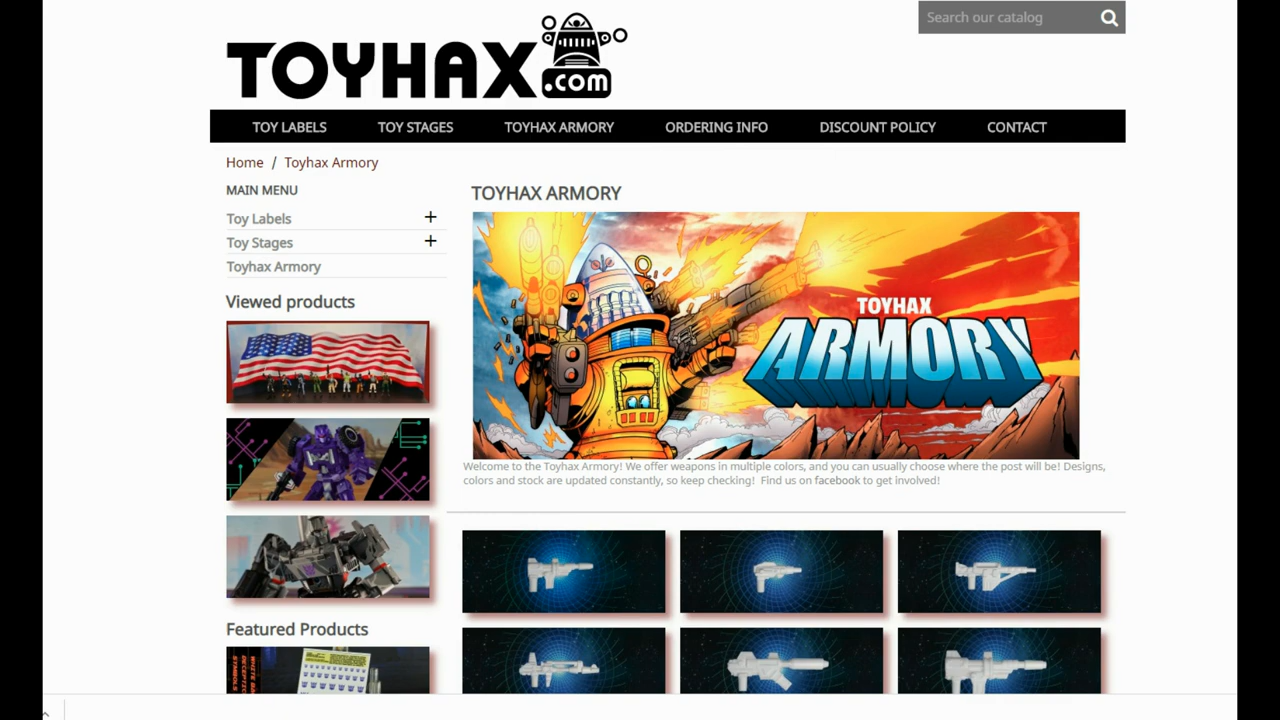 Search our catalog
TOYHAX
.com
TOY LABELS TOY STAGES TOYHAX ARMORY ORDERING INFO DISCOUNT POLICY CONTACT
Home / Toyhax Armory
MAIN MENU
Toy Labels +
Toy Stages +
Toyhax Armory
Viewed products
Featured Products
TOYHAX ARMORY
TOYHAX
ARMORY
Welcome to the Toyhax Armory! We offer weapons in multiple colors, and you can usually choose where the post will be! Designs,
colors and stock are updated constantly, so keep checking! Find us on facebook to get involved!